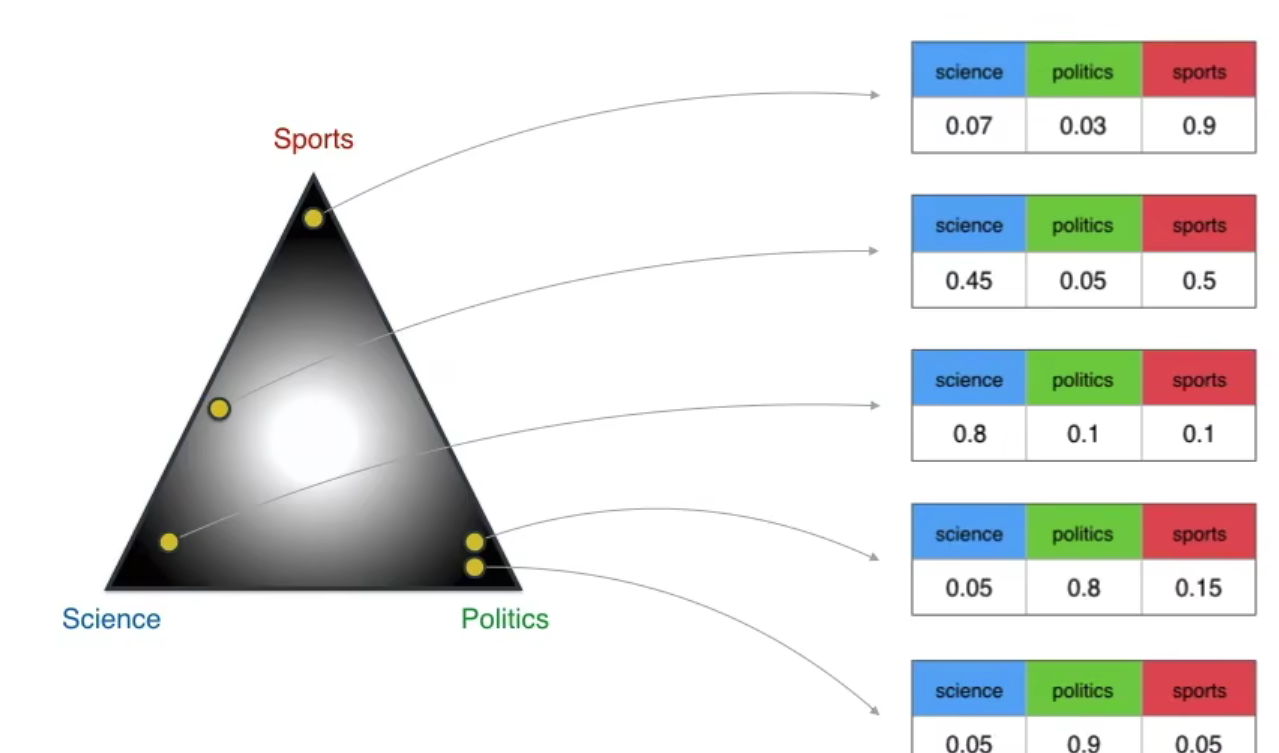 Sports
Science
Politics
science politics sports
0.07 0.03 0.9
science politics sports
0.45 0.05 0.5
science politics sports
0.8 0.1 0.1
science politics sports
0.05 0.8 0.15
science politics sports
0.05 0.9 0.05